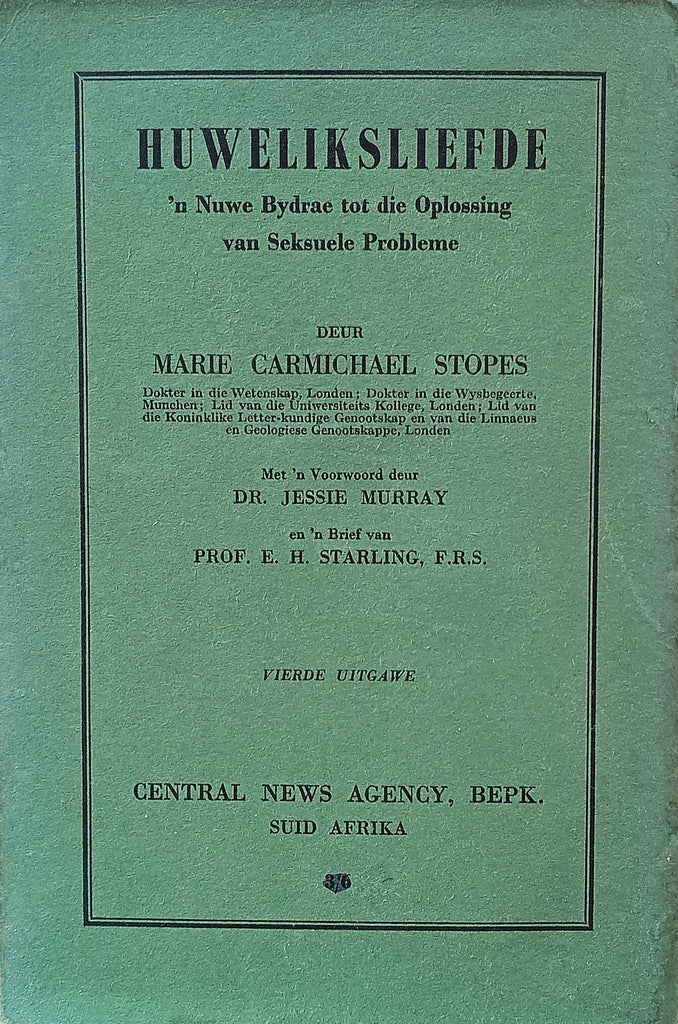 HUWELIKSLIEFDE
'n Nuwe Bydrae tot die Oplossing
van Seksuele Probleme
DEUR
MARIE CARMICHAEL STOPES
Dokter in die Wetenskap, Londen; Dokter in die Wysbegeerte,
Munchen; Lid van die Uniwersiteits Kollege, Londen; Lid van
die Koninklike Letter-kundige Genootskap en van die Linnaeus
en Geologiese Genootskappe, Londen
Met 'n Voorwoord deur
DR. JESSIE MURRAY
en 'n Brief van
PROF. E. H. STARLING, F.R.S.
VIERDE UITGAWE
CENTRAL NEWS AGENCY, BEPK.
SUID AFRIKA